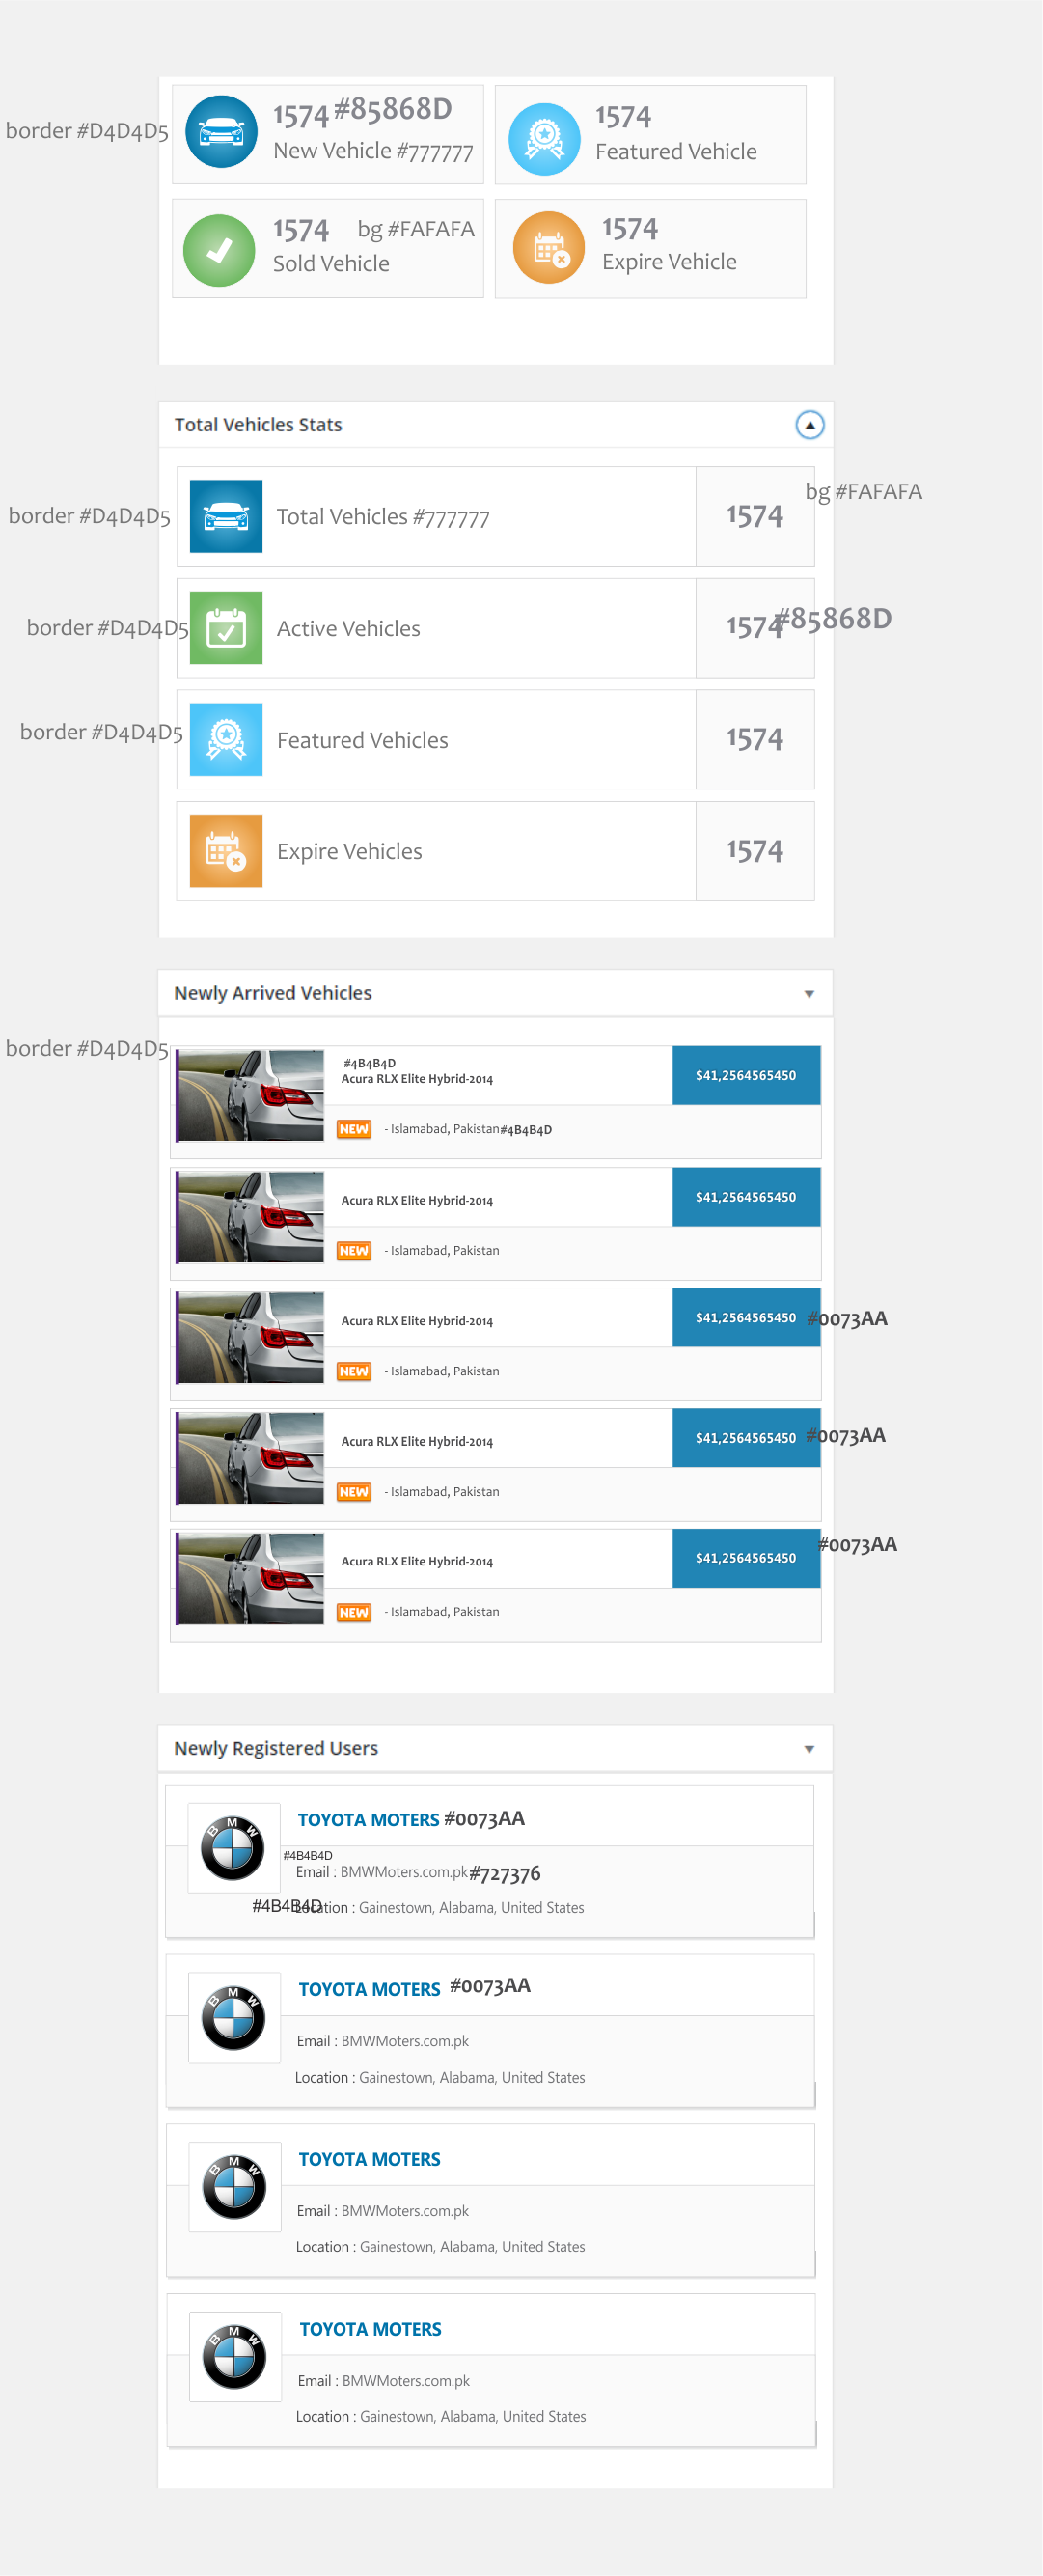 border #D4D4D5
1574 #85868D
New Vehicle #777777
1574
Featured Vehicle
1574 bg #FAFAFA
Sold Vehicle
1574
Expire Vehicle
Total Vehicles Stats
border #D4D4D5
Total Vehicles #777777
1574
bg #FAFAFA
border #D4D4D5
Active Vehicles
1574
#85868D
border #D4D4D5
Featured Vehicles
1574
Expire Vehicles
1574
Newly Arrived Vehicles
border #D4D4D5
#4B4B4D
Acura RLX Elite Hybrid-2014
$41,2564565450
NEW - Islamabad, Pakistan#4B4B4D
Acura RLX Elite Hybrid-2014
$41,2564565450
NEW - Islamabad, Pakistan
Acura RLX Elite Hybrid-2014
$41,2564565450 #0073AA
NEW - Islamabad, Pakistan
Acura RLX Elite Hybrid-2014
$41,2564565450 #0073AA
NEW - Islamabad, Pakistan
Acura RLX Elite Hybrid-2014
$41,2564565450 #0073AA
NEW - Islamabad, Pakistan
Newly Registered Users
BMW
TOYOTA MOTERS #0073AA
#4B4B4D
Email : BMWMoters.com.pk#727376
#4B4B4D
Location : Gainestown, Alabama, United States
BMW
TOYOTA MOTERS #0073AA
Email : BMWMoters.com.pk
Location : Gainestown, Alabama, United States
BMW
TOYOTA MOTERS
Email : BMWMoters.com.pk
Location : Gainestown, Alabama, United States
BMW
TOYOTA MOTERS
Email : BMWMoters.com.pk
Location : Gainestown, Alabama, United States